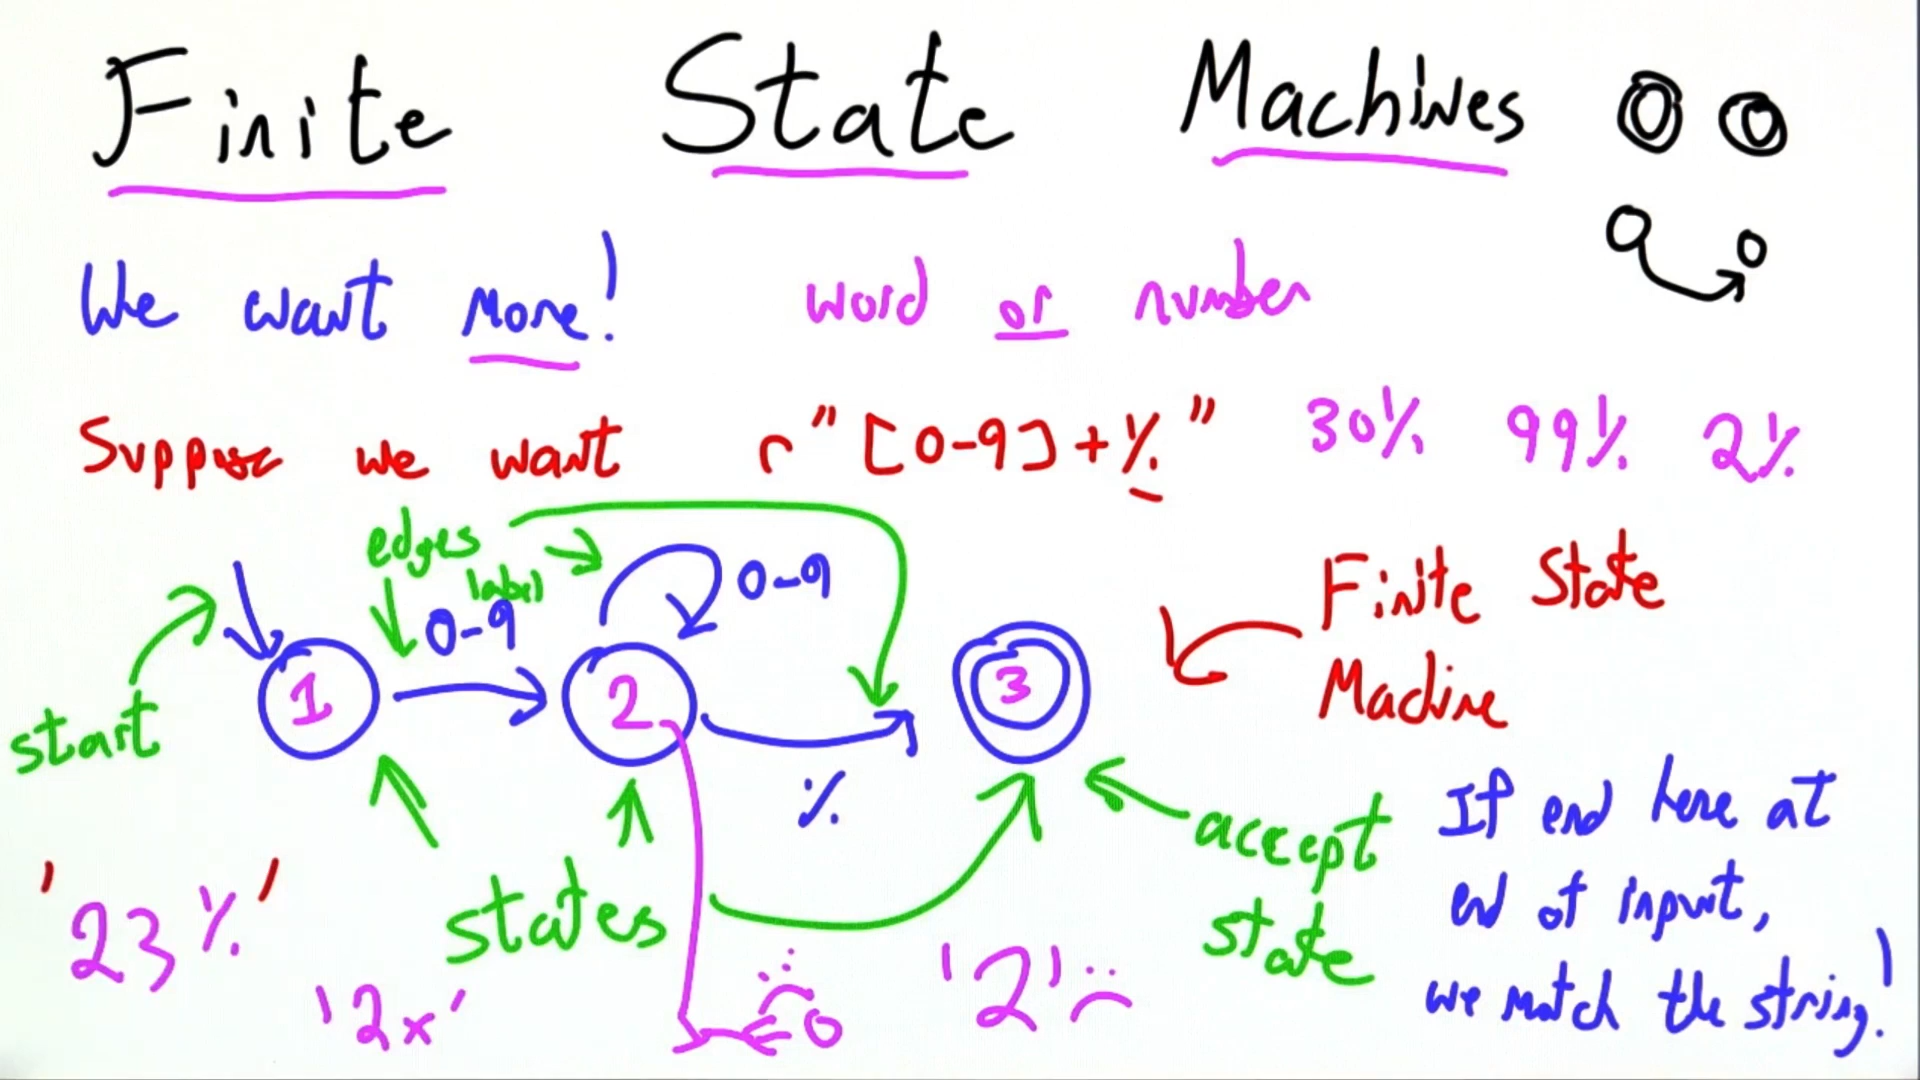 Finite State Machines
We want More! word or number
Suppose we want r"[0-9]+%" 30% 99% 2%
edges
label
0-9
0-9
Finite State
Machine
start
1
2
3
%
accept
state
states
If end here at
end of input,
we match the string!
'23%'
'2x'
'2'